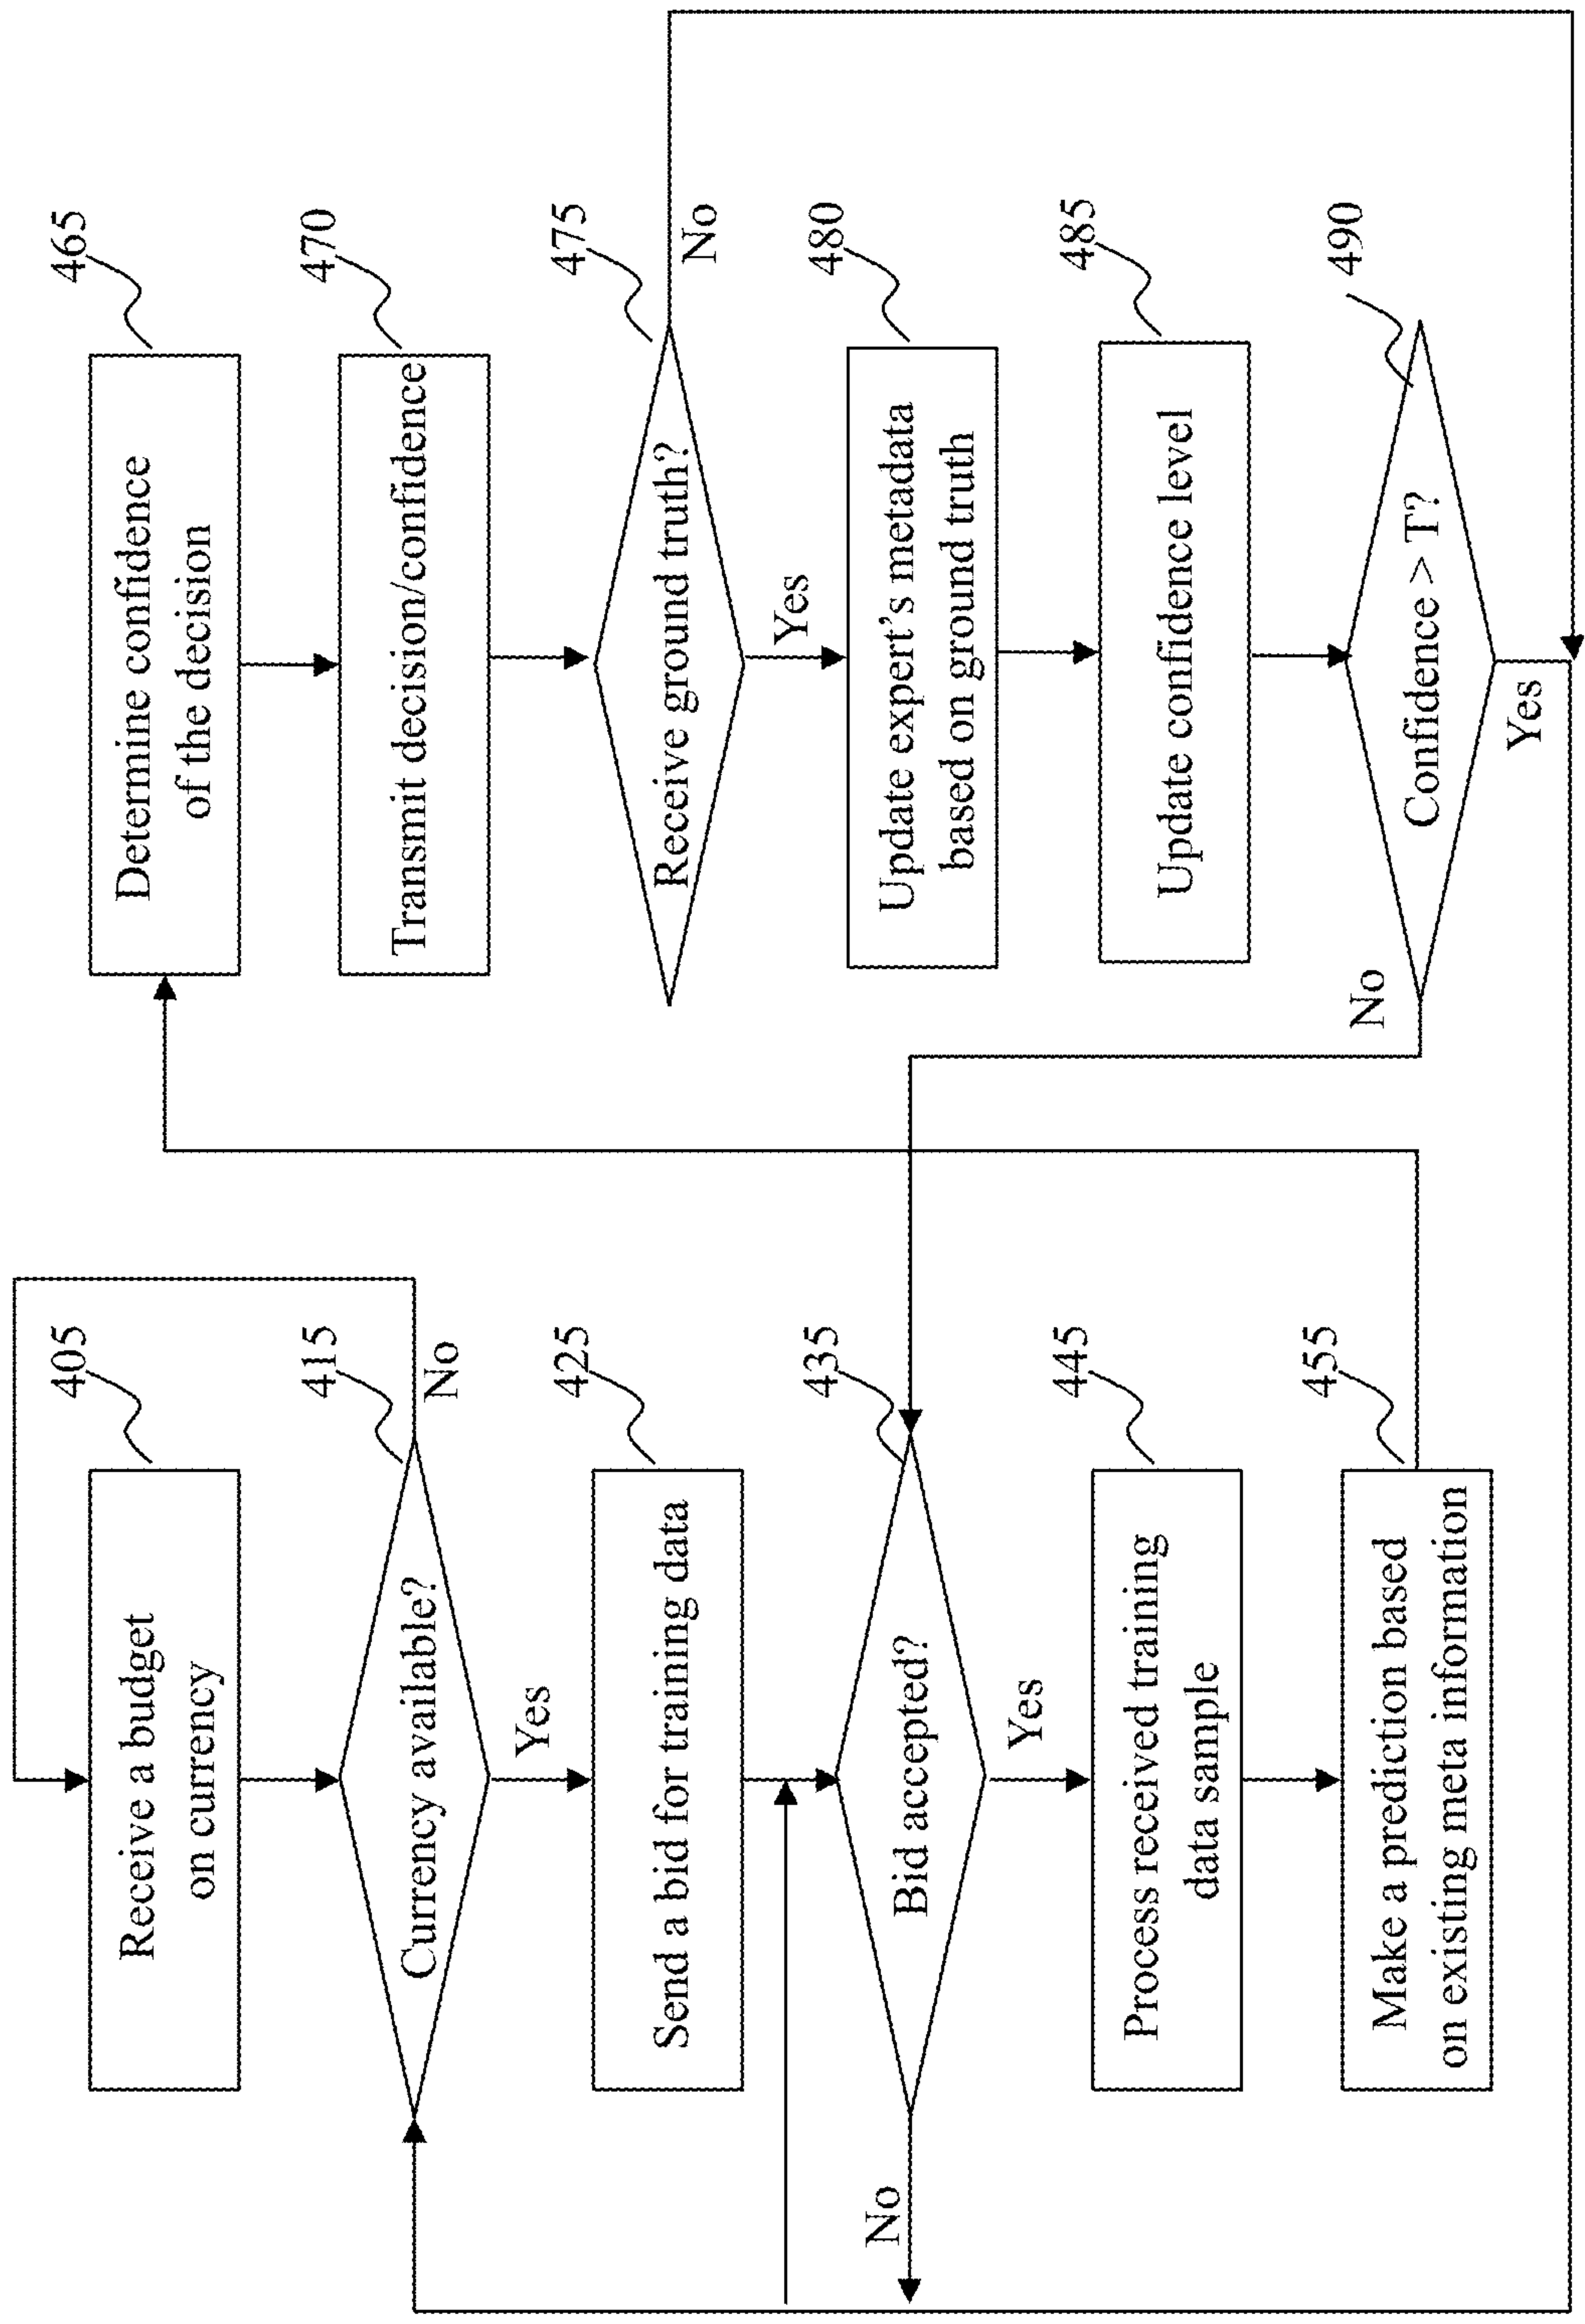 405
Receive a budget
on currency
415
Currency available?
No
Yes
425
Send a bid for training data
435
Bid accepted?
No
Yes
445
Process received training
data sample
455
Make a prediction based
on existing meta information
465
Determine confidence
of the decision
470
Transmit decision/confidence
475
Receive ground truth?
No
Yes
480
Update expert's metadata
based on ground truth
485
Update confidence level
490
Confidence > T?
No
Yes